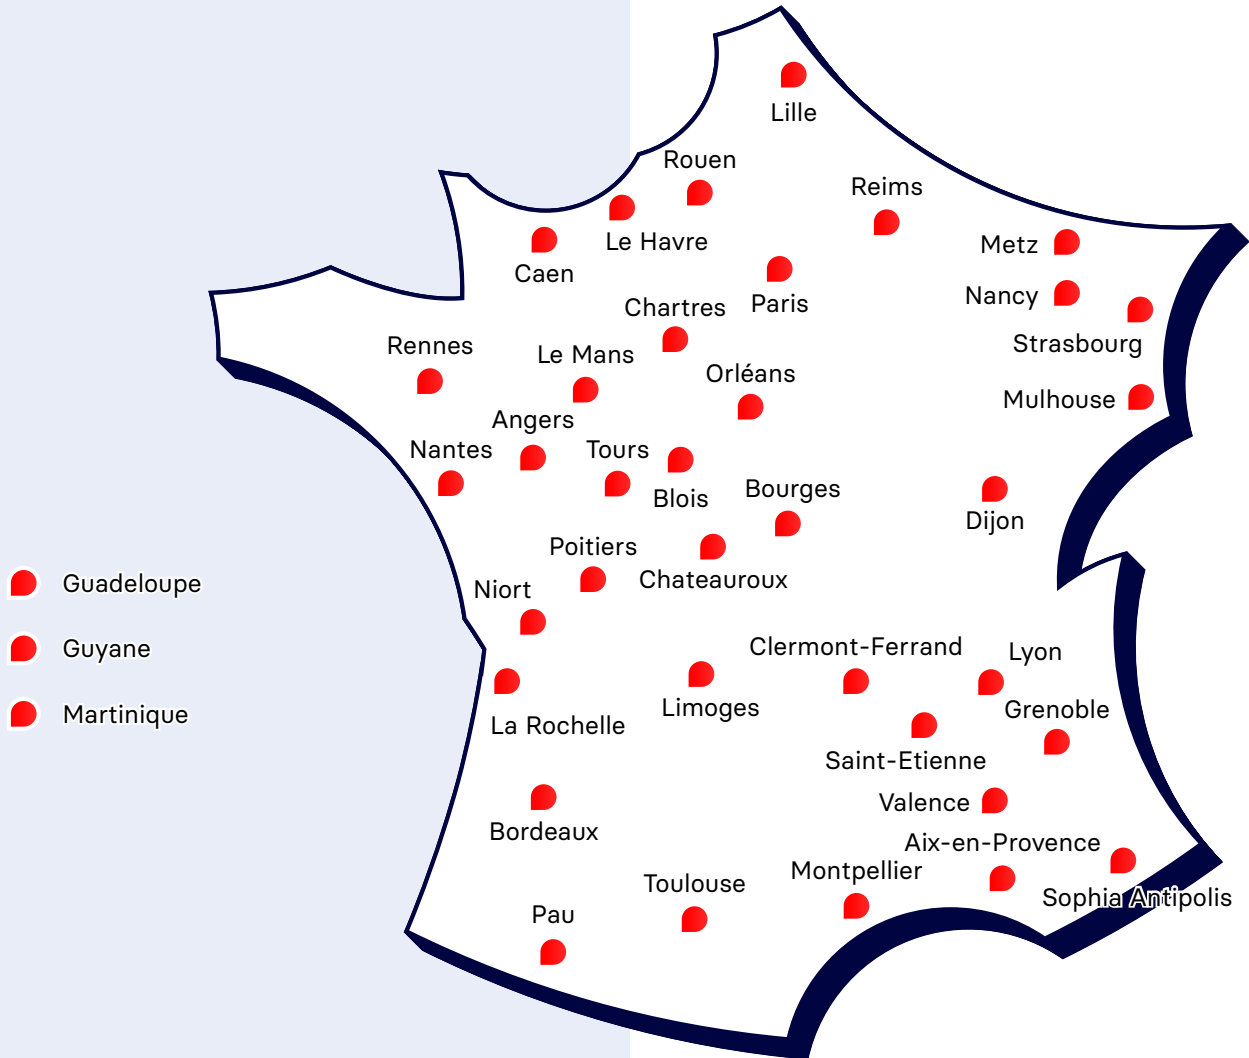 Lille
Rouen
Reims
Le Havre
Metz
Caen
Nancy
Paris
Chartres
Strasbourg
Rennes
Le Mans
Orléans
Mulhouse
Angers
Nantes
Tours
Blois
Bourges
Dijon
Poitiers
Chateauroux
Guadeloupe
Niort
Guyane
Clermont-Ferrand
Lyon
Limoges
Grenoble
Martinique
La Rochelle
Saint-Etienne
Valence
Bordeaux
Aix-en-Provence
Montpellier
Toulouse
Sophia Antipolis
Pau